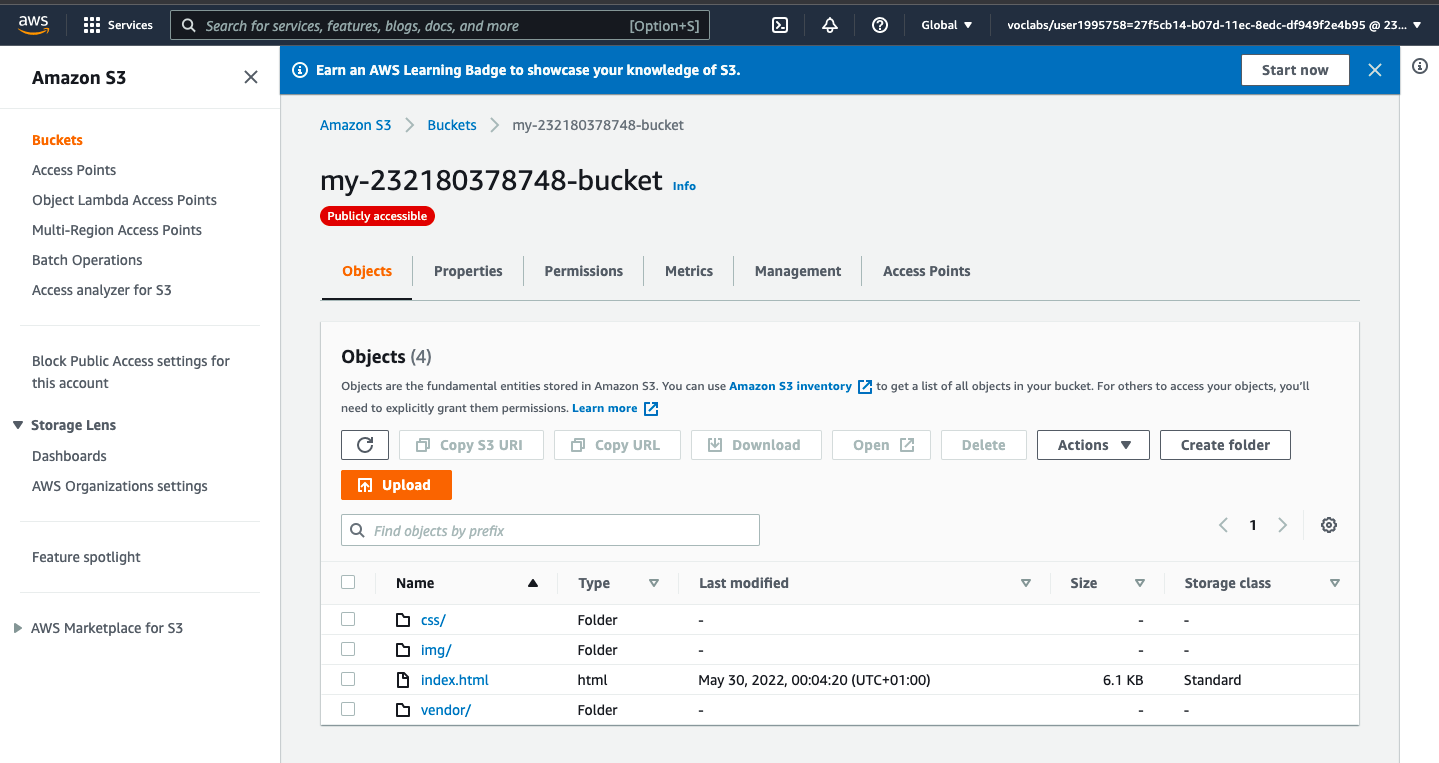 aws
Services
Search for services, features, blogs, docs, and more [Option+S]
Global
voclabs/user1995758=27f5cb14-b07d-11ec-8edc-df949f2e4b95 @ 23...
Amazon S3
Buckets
Access Points
Object Lambda Access Points
Multi-Region Access Points
Batch Operations
Access analyzer for S3
Block Public Access settings for
this account
Storage Lens
Dashboards
AWS Organizations settings
Feature spotlight
AWS Marketplace for S3
Earn an AWS Learning Badge to showcase your knowledge of S3.
Start now
Amazon S3 > Buckets > my-232180378748-bucket
my-232180378748-bucket Info
Publicly accessible
Objects Properties Permissions Metrics Management Access Points
Objects (4)
Objects are the fundamental entities stored in Amazon S3. You can use Amazon S3 inventory to get a list of all objects in your bucket. For others to access your objects, you'll
need to explicitly grant them permissions. Learn more
Copy S3 URI Copy URL Download Open Delete Actions Create folder
Upload
Find objects by prefix
1
Name Type Last modified Size Storage class
css/ Folder - - -
img/ Folder - - -
index.html html May 30, 2022, 00:04:20 (UTC+01:00) 6.1 KB Standard
vendor/ Folder - - -